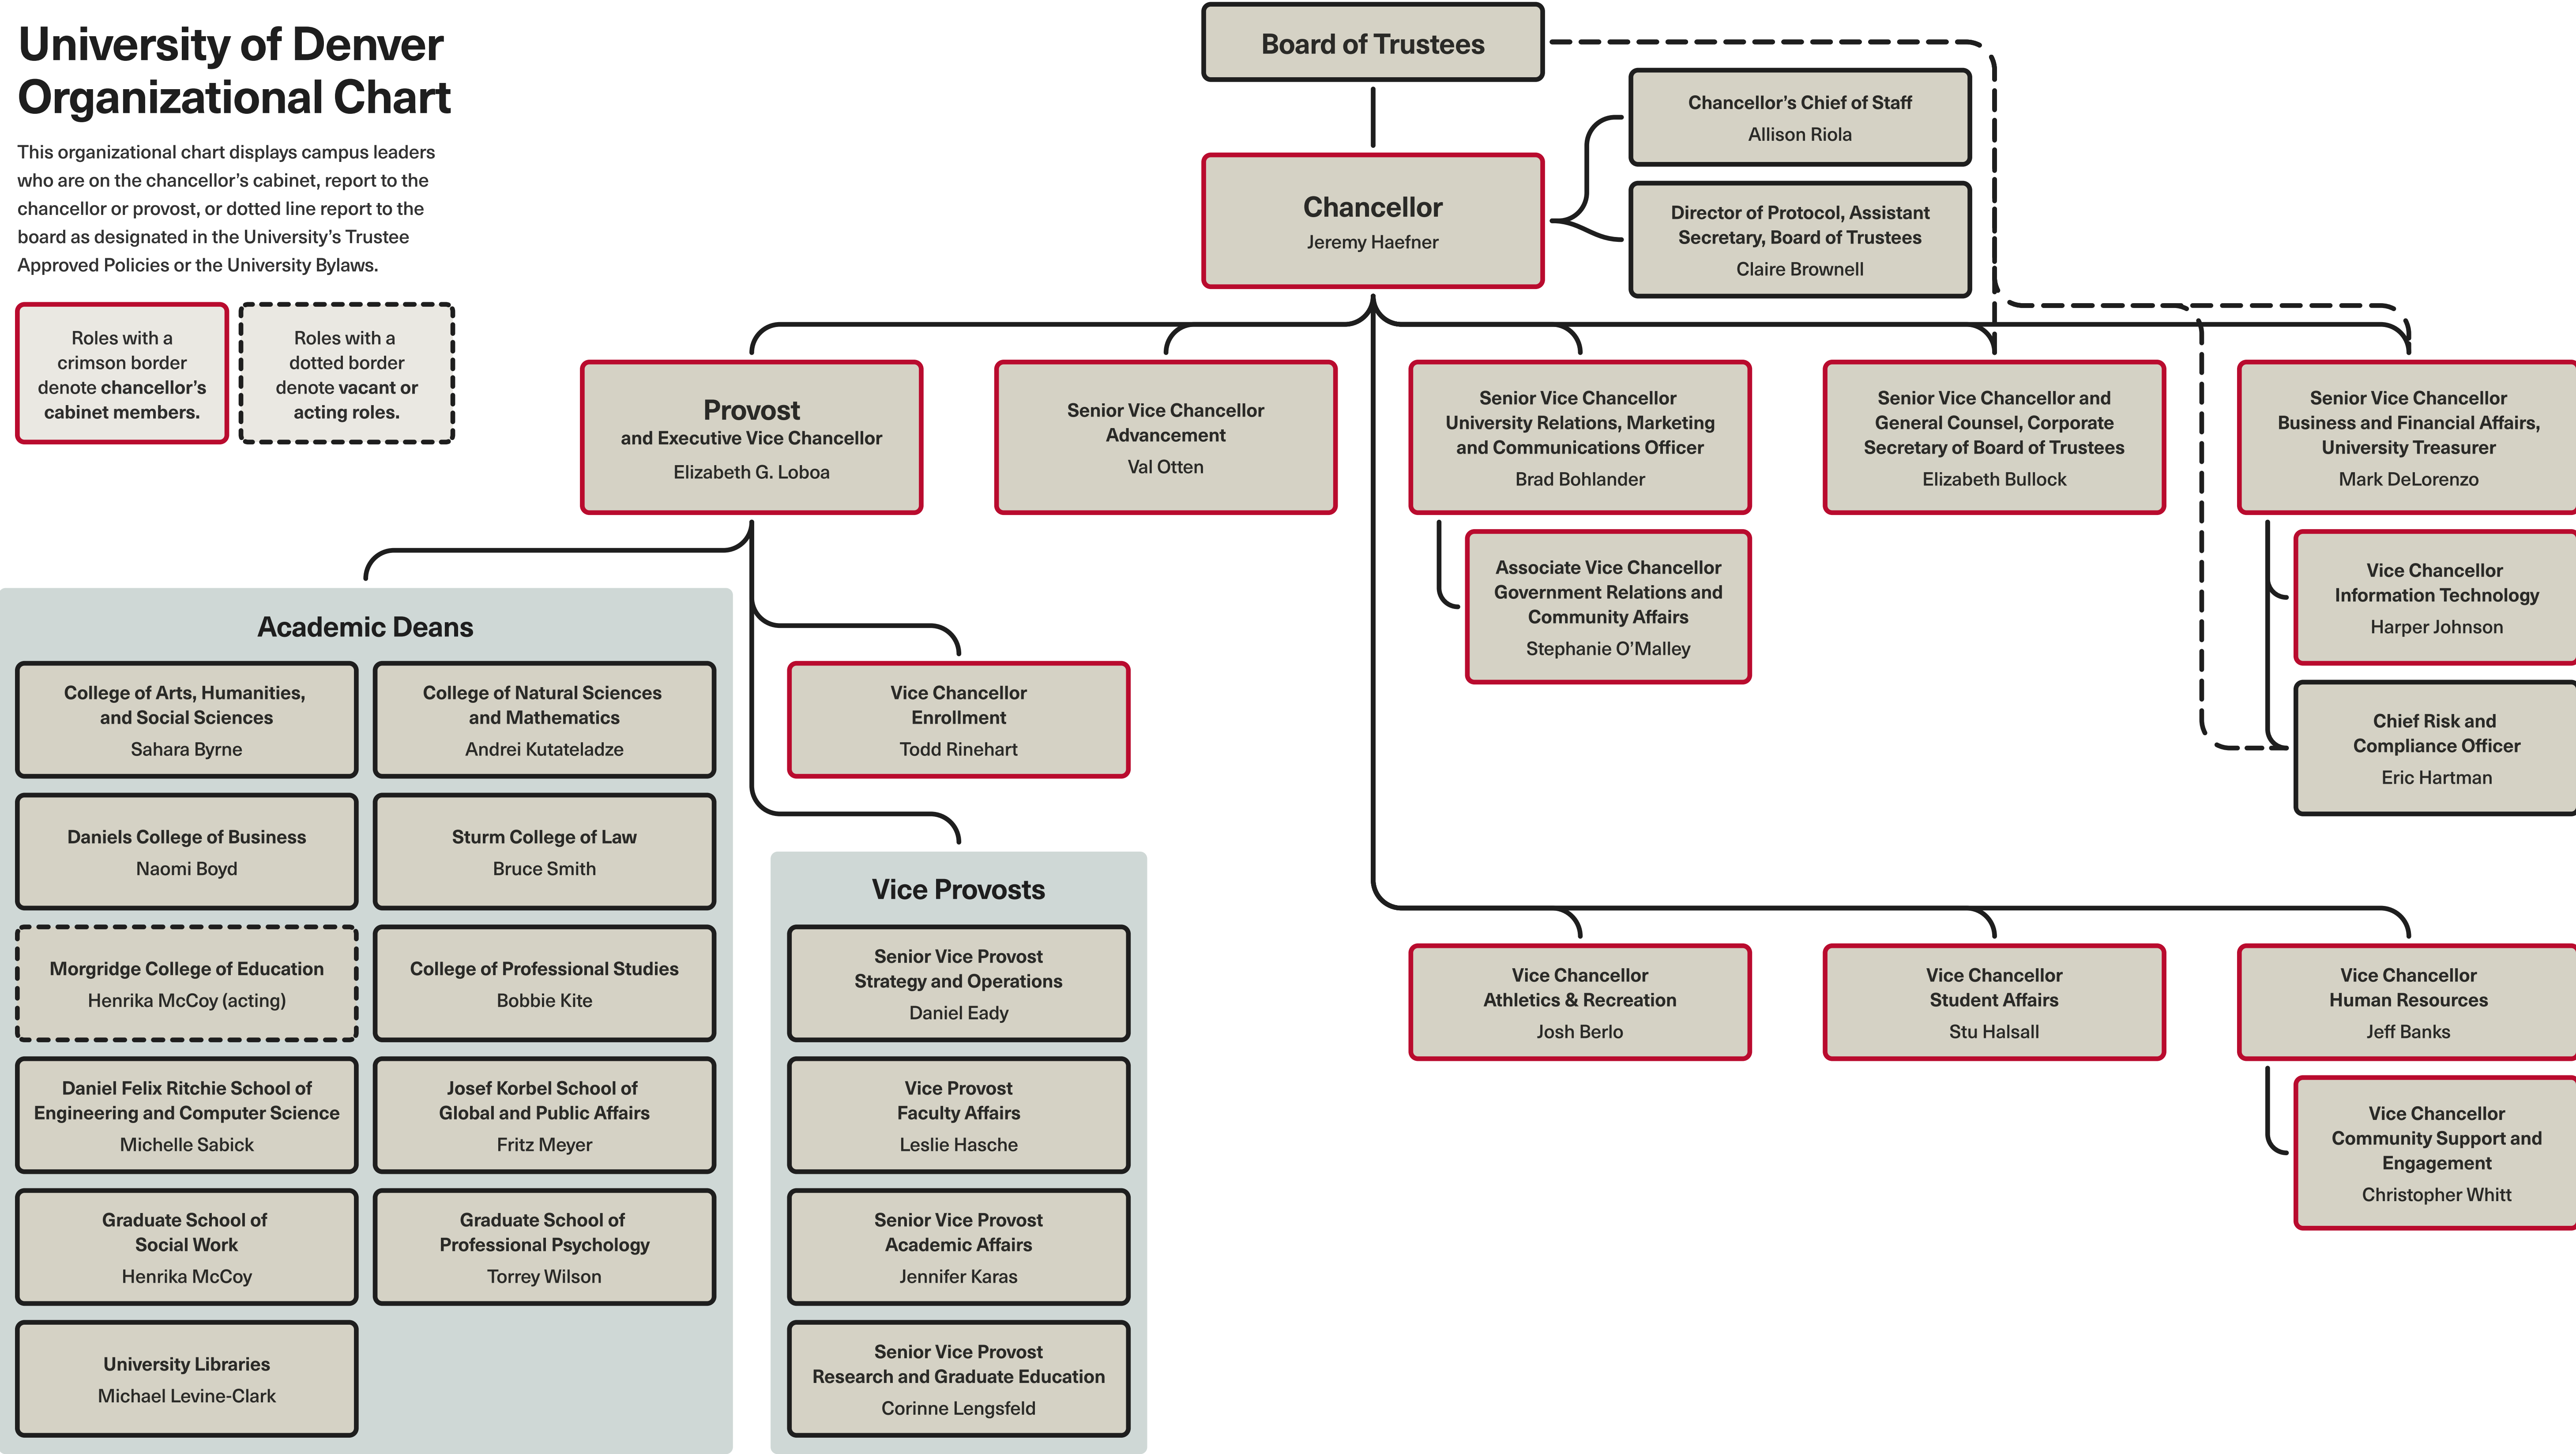 University of Denver
Organizational Chart
This organizational chart displays campus leaders
who are on the chancellor’s cabinet, report to the
chancellor or provost, or dotted line report to the
board as designated in the University’s Trustee
Approved Policies or the University Bylaws.
Roles with a
crimson border
denote chancellor’s
cabinet members.
Roles with a
dotted border
denote vacant or
acting roles.
Board of Trustees
Chancellor’s Chief of Staff
Allison Riola
Chancellor
Jeremy Haefner
Director of Protocol, Assistant
Secretary, Board of Trustees
Claire Brownell
Provost
and Executive Vice Chancellor
Elizabeth G. Loboa
Senior Vice Chancellor
Advancement
Val Otten
Senior Vice Chancellor
University Relations, Marketing
and Communications Officer
Brad Bohlander
Senior Vice Chancellor and
General Counsel, Corporate
Secretary of Board of Trustees
Elizabeth Bullock
Senior Vice Chancellor
Business and Financial Affairs,
University Treasurer
Mark DeLorenzo
Associate Vice Chancellor
Government Relations and
Community Affairs
Stephanie O’Malley
Vice Chancellor
Information Technology
Harper Johnson
Chief Risk and
Compliance Officer
Eric Hartman
Academic Deans
College of Arts, Humanities,
and Social Sciences
Sahara Byrne
College of Natural Sciences
and Mathematics
Andrei Kutateladze
Daniels College of Business
Naomi Boyd
Sturm College of Law
Bruce Smith
Morgridge College of Education
Henrika McCoy (acting)
College of Professional Studies
Bobbie Kite
Daniel Felix Ritchie School of
Engineering and Computer Science
Michelle Sabick
Josef Korbel School of
Global and Public Affairs
Fritz Meyer
Graduate School of
Social Work
Henrika McCoy
Graduate School of
Professional Psychology
Torrey Wilson
University Libraries
Michael Levine-Clark
Vice Chancellor
Enrollment
Todd Rinehart
Vice Provosts
Senior Vice Provost
Strategy and Operations
Daniel Eady
Vice Provost
Faculty Affairs
Leslie Hasche
Senior Vice Provost
Academic Affairs
Jennifer Karas
Senior Vice Provost
Research and Graduate Education
Corinne Lengsfeld
Vice Chancellor
Athletics & Recreation
Josh Berlo
Vice Chancellor
Student Affairs
Stu Halsall
Vice Chancellor
Human Resources
Jeff Banks
Vice Chancellor
Community Support and
Engagement
Christopher Whitt